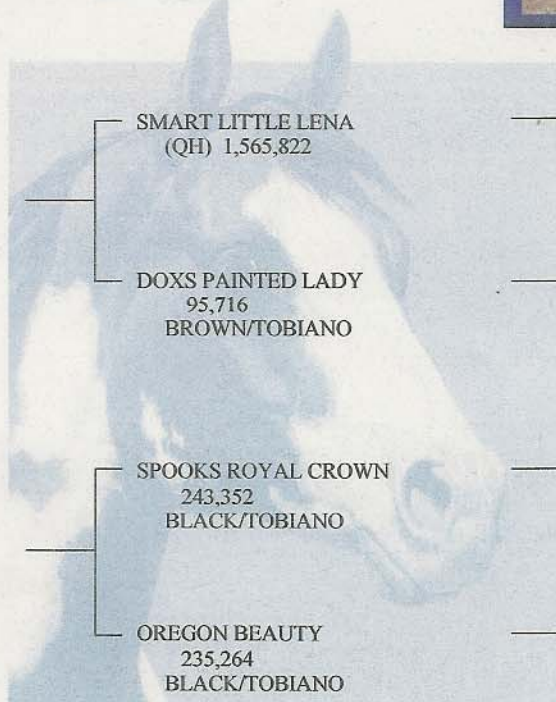 SMART LITTLE LENA
(QH) 1,565,822
DOXS PAINTED LADY
95,716
BROWN/TOBIANO
SPOOKS ROYAL CROWN
243,352
BLACK/TOBIANO
OREGON BEAUTY
235,264
BLACK/TOBIANO